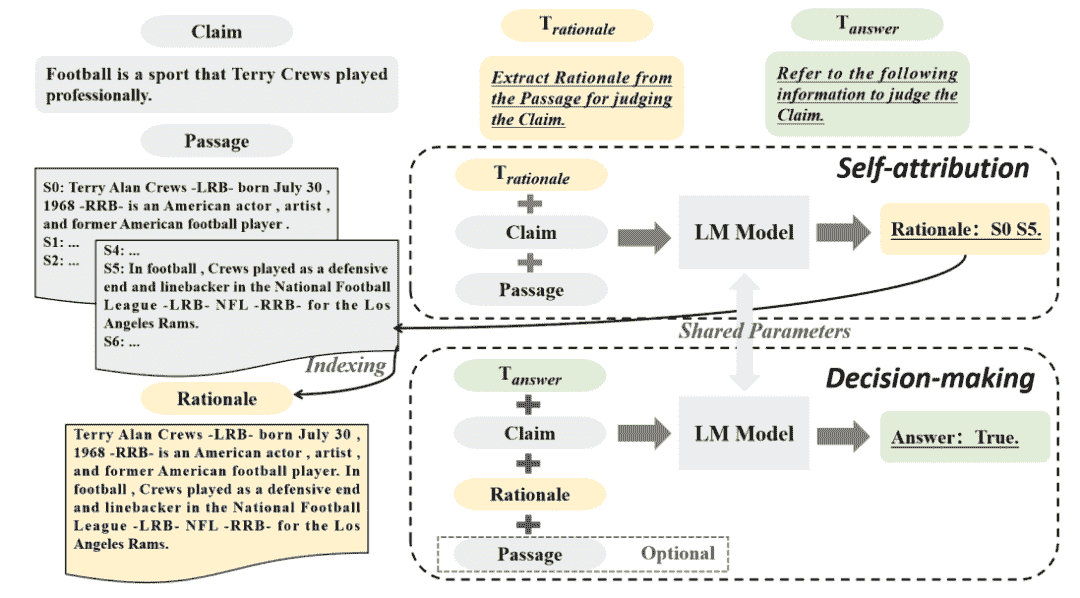 Claim
Football is a sport that Terry Crews played
professionally.
Passage
S0: Terry Alan Crews -LRB- born July 30 ,
1968 -RRB- is an American actor , artist ,
and former American football player .
S1: ...
S2: ...
S4: ...
S5: In football , Crews played as a defensive
end and linebacker in the National Football
League -LRB- NFL -RRB- for the Los
Angeles Rams.
S6: ...
Indexing
Rationale
Terry Alan Crews -LRB- born July 30 ,
1968 -RRB- is an American actor , artist ,
and former American football player. In
football , Crews played as a defensive end
and linebacker in the National Football
League -LRB- NFL -RRB- for the Los
Angeles Rams.
Trationale
Extract Rationale from
the Passage for judging
the Claim.
Tanswer
Refer to the following
information to judge the
Claim.
Self-attribution
Trationale
+
Claim
+
Passage
LM Model
Rationale: S0 S5.
Shared Parameters
Decision-making
Tanswer
+
Claim
+
Rationale
+
Passage
Optional
LM Model
Answer: True.